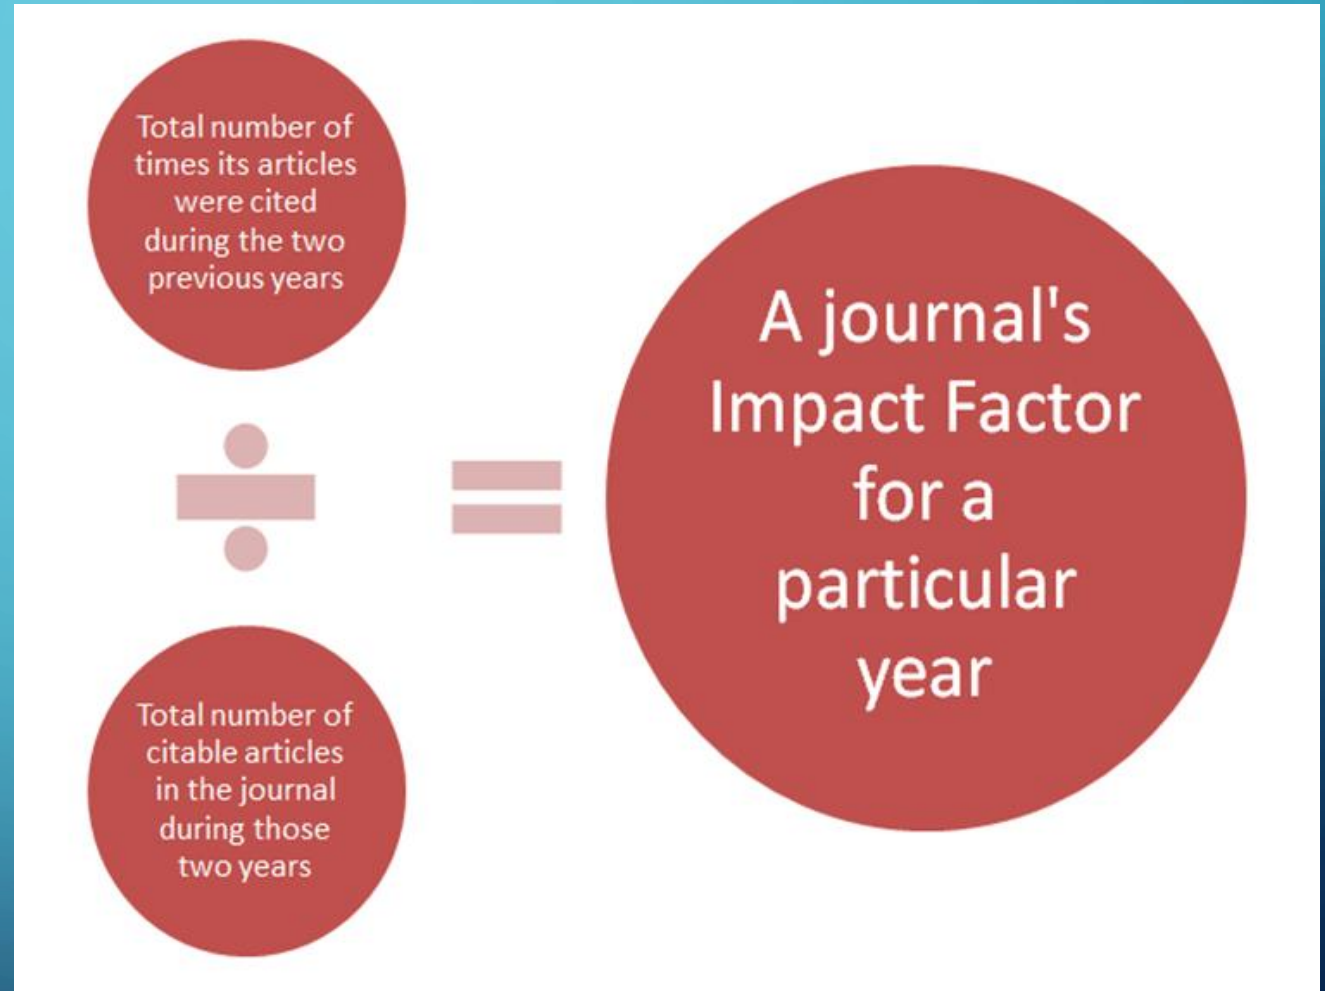 Total number of
times its articles
were cited
during the two
previous years
A journal's
Impact Factor
for a
particular
year
Total number of
citable articles
in the journal
during those
two years